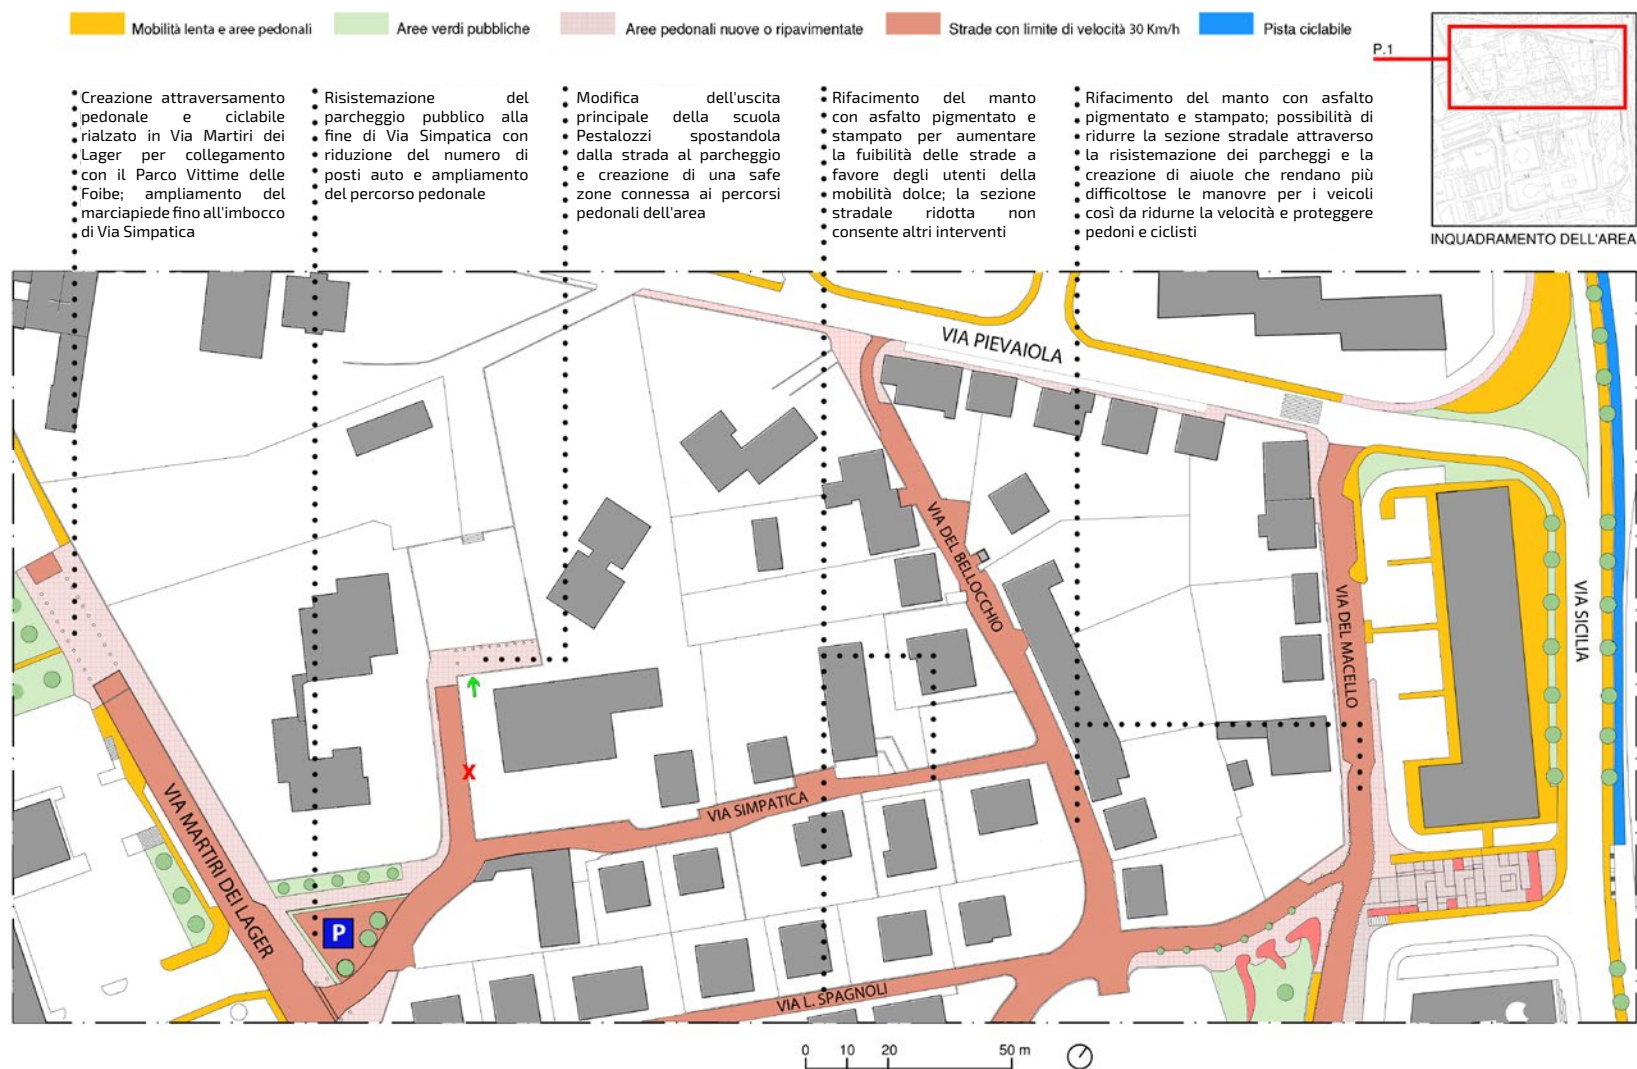 Mobilità lenta e aree pedonali
Aree verdi pubbliche
Aree pedonali nuove o ripavimentate
Strade con limite di velocità 30 Km/h
Pista ciclabile
P.1
INQUADRAMENTO DELL'AREA
Creazione attraversamento
pedonale e ciclabile
rialzato in Via Martiri dei
Lager per collegamento
con il Parco Vittime delle
Foibe; ampliamento del
marciapiede fino all'imbocco
di Via Simpatica
Risistemazione del
parcheggio pubblico alla
fine di Via Simpatica con
riduzione del numero di
posti auto e ampliamento
del percorso pedonale
Modifica dell'uscita
principale della scuola
Pestalozzi spostandola
dalla strada al parcheggio
e creazione di una safe
zone connessa ai percorsi
pedonali dell'area
Rifacimento del manto
con asfalto pigmentato e
stampato per aumentare
la fuibilità delle strade a
favore degli utenti della
mobilità dolce; la sezione
stradale ridotta non
consente altri interventi
Rifacimento del manto con asfalto
pigmentato e stampato; possibilità di
ridurre la sezione stradale attraverso
la risistemazione dei parcheggi e la
creazione di aiuole che rendano più
difficoltose le manovre per i veicoli
così da ridurne la velocità e proteggere
pedoni e ciclisti
VIA PIEVAIOLA
VIA DEL BELLOCCHIO
VIA DEL MACELLO
VIA SICILIA
X
VIA SIMPATICA
VIA MARTIRI DEI LAGER
P
VIA L. SPAGNOLI
0 10 20 50 m